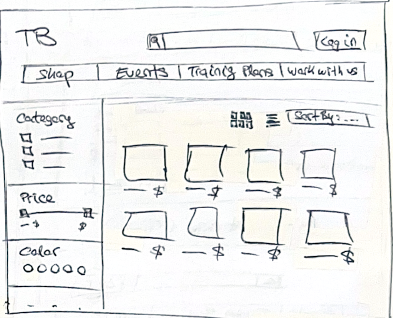 TB
Log in
Shop | Events | Training Plans | Work with us
Category
Sort By: ...
Price
$ $
Color
$ $ $ $
$ $ $ $